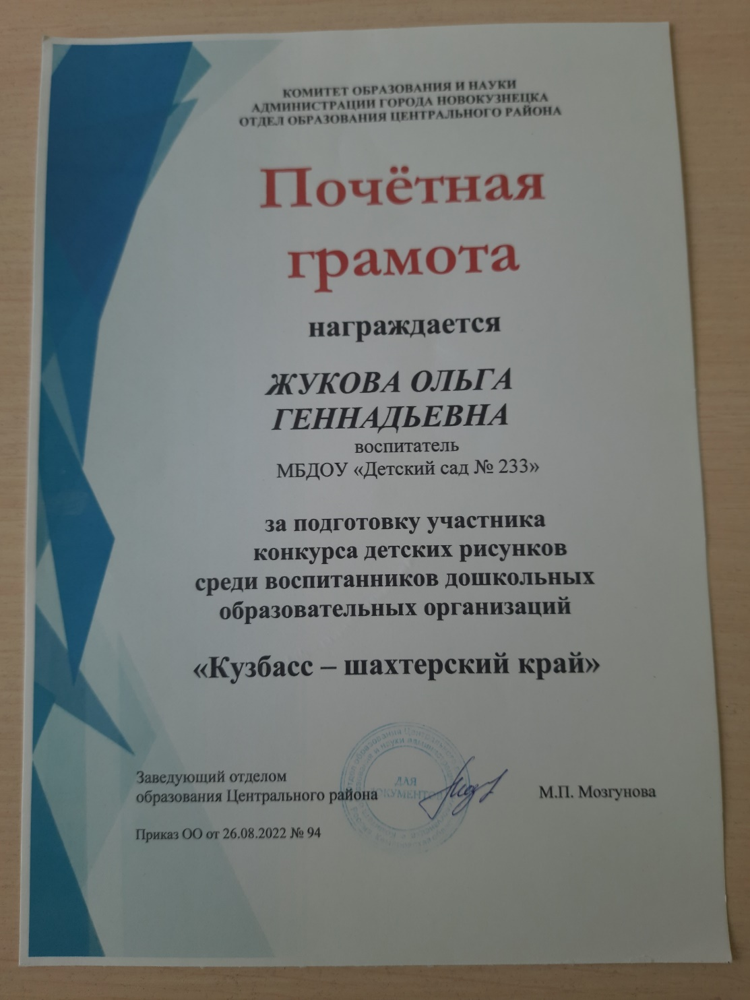 КОМИТЕТ ОБРАЗОВАНИЯ И НАУКИ
АДМИНИСТРАЦИИ ГОРОДА НОВОКУЗНЕЦКА
ОТДЕЛ ОБРАЗОВАНИЯ ЦЕНТРАЛЬНОГО РАЙОНА
Почётная
грамота
награждается
ЖУКОВА ОЛЬГА
ГЕННАДЬЕВНА
воспитатель
МБДОУ «Детский сад № 233»
за подготовку участника
конкурса детских рисунков
среди воспитанников дошкольных
образовательных организаций
«Кузбасс – шахтерский край»
Заведующий отделом
образования Центрального района
М.П. Мозгунова
ДЛЯ
ДОКУМЕНТОВ
Приказ ОО от 26.08.2022 № 94